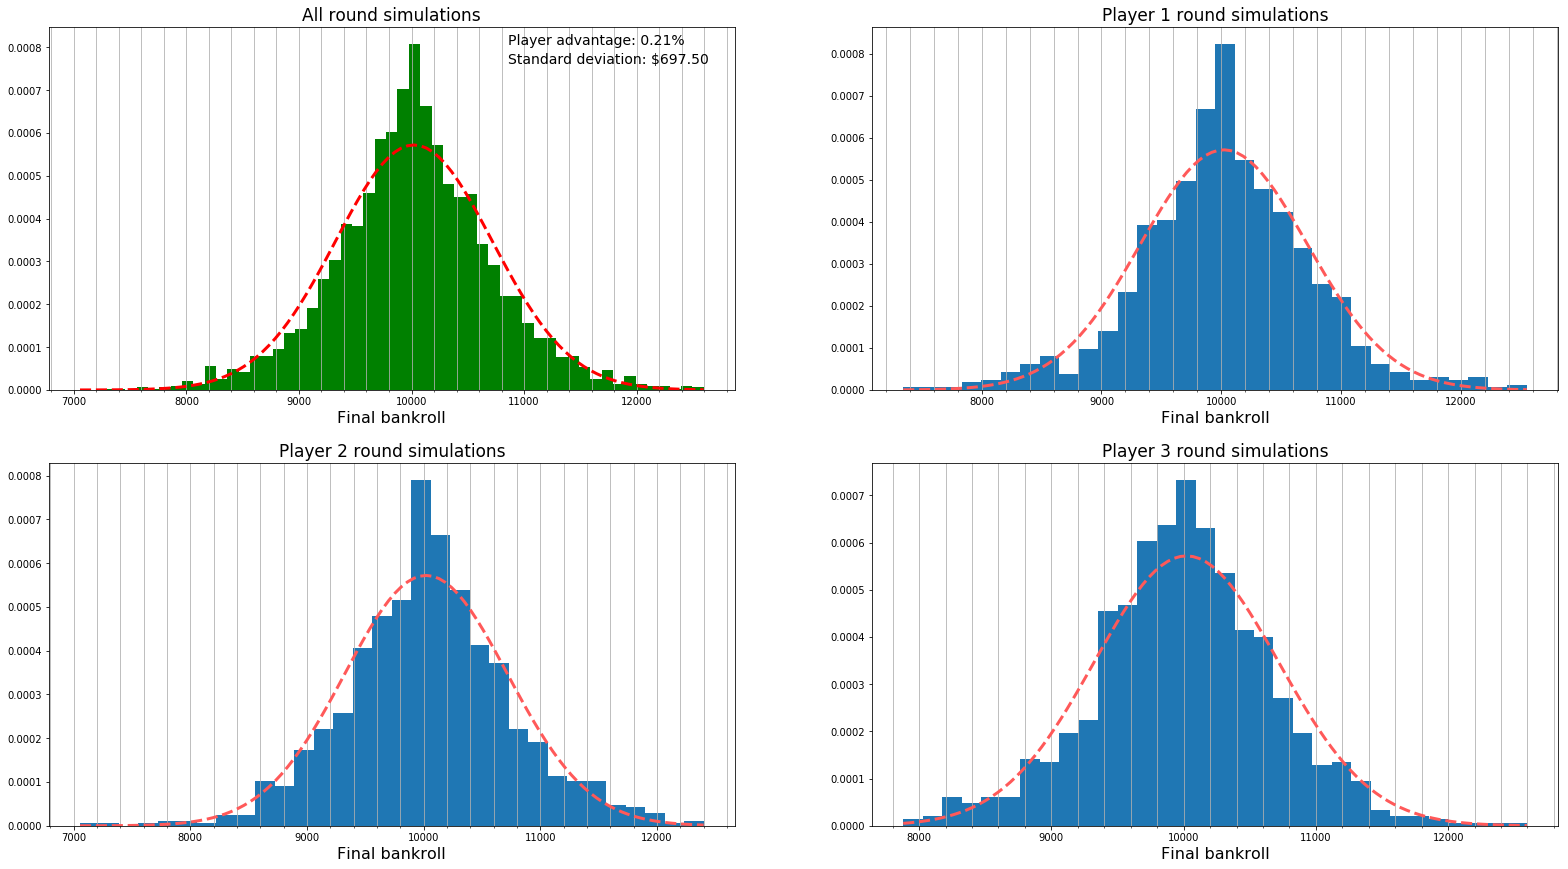 All round simulations
Player advantage: 0.21%
Standard deviation: $697.50
0.0008
0.0007
0.0006
0.0005
0.0004
0.0003
0.0002
0.0001
0.0000
7000 8000 9000 10000 11000 12000
Final bankroll
Player 1 round simulations
0.0008
0.0007
0.0006
0.0005
0.0004
0.0003
0.0002
0.0001
0.0000
8000 9000 10000 11000 12000
Final bankroll
Player 2 round simulations
0.0008
0.0007
0.0006
0.0005
0.0004
0.0003
0.0002
0.0001
0.0000
7000 8000 9000 10000 11000 12000
Final bankroll
Player 3 round simulations
0.0007
0.0006
0.0005
0.0004
0.0003
0.0002
0.0001
0.0000
8000 9000 10000 11000 12000
Final bankroll